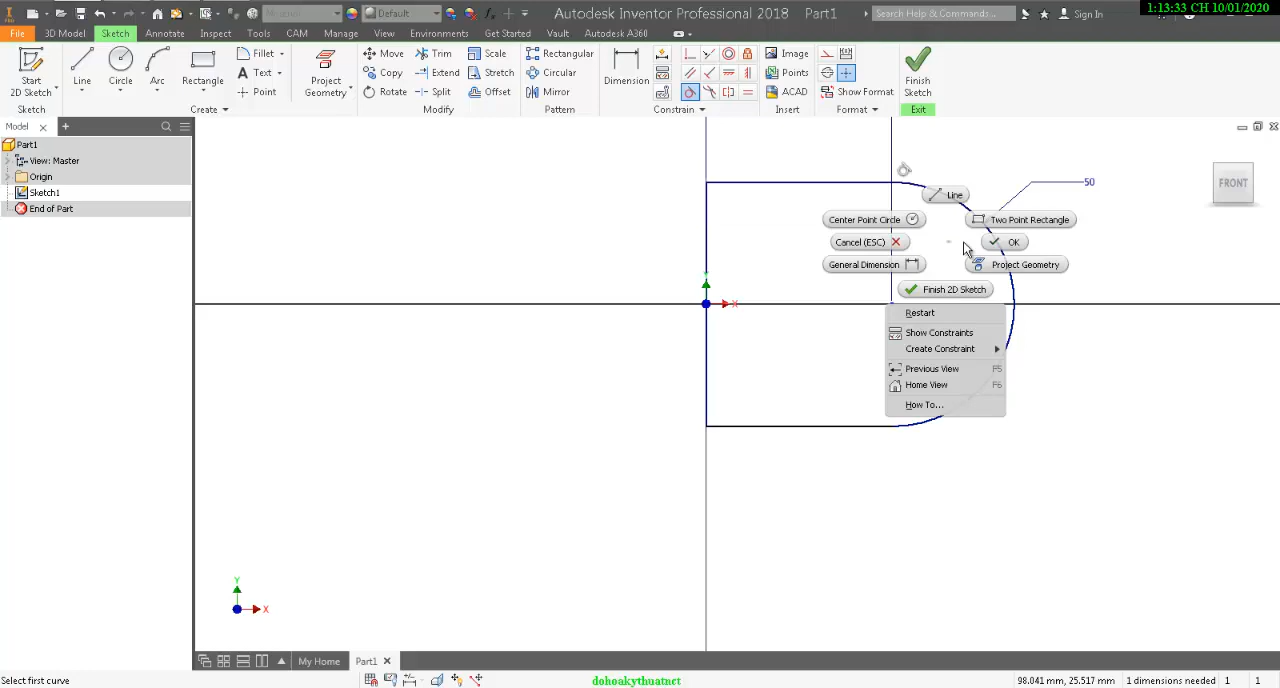 Material
Default
Autodesk Inventor Professional 2018 Part1
Search Help & Commands...
Sign In
1:13:33 CH 10/01/2020
File
3D Model
Sketch
Annotate
Inspect
Tools
CAM
Manage
View
Environments
Get Started
Vault
Autodesk A360
Start
2D Sketch
Line
Circle
Arc
Rectangle
Fillet
Text
Point
Project
Geometry
Move
Copy
Rotate
Trim
Extend
Split
Scale
Stretch
Offset
Rectangular
Circular
Mirror
Dimension
Image
Points
ACAD
Show Format
Finish
Sketch
Sketch
Create
Modify
Pattern
Constrain
Insert
Format
Exit
Model
Part1
View: Master
Origin
Sketch1
End of Part
50
FRONT
Line
Center Point Circle
Two Point Rectangle
Cancel (ESC)
OK
General Dimension
Project Geometry
Finish 2D Sketch
Restart
Show Constraints
Create Constraint
Previous View F5
Home View F6
How To...
X
Y
X
My Home
Part1
Select first curve
dohoakythuatnet
98.041 mm, 25.517 mm
1 dimensions needed
1
1